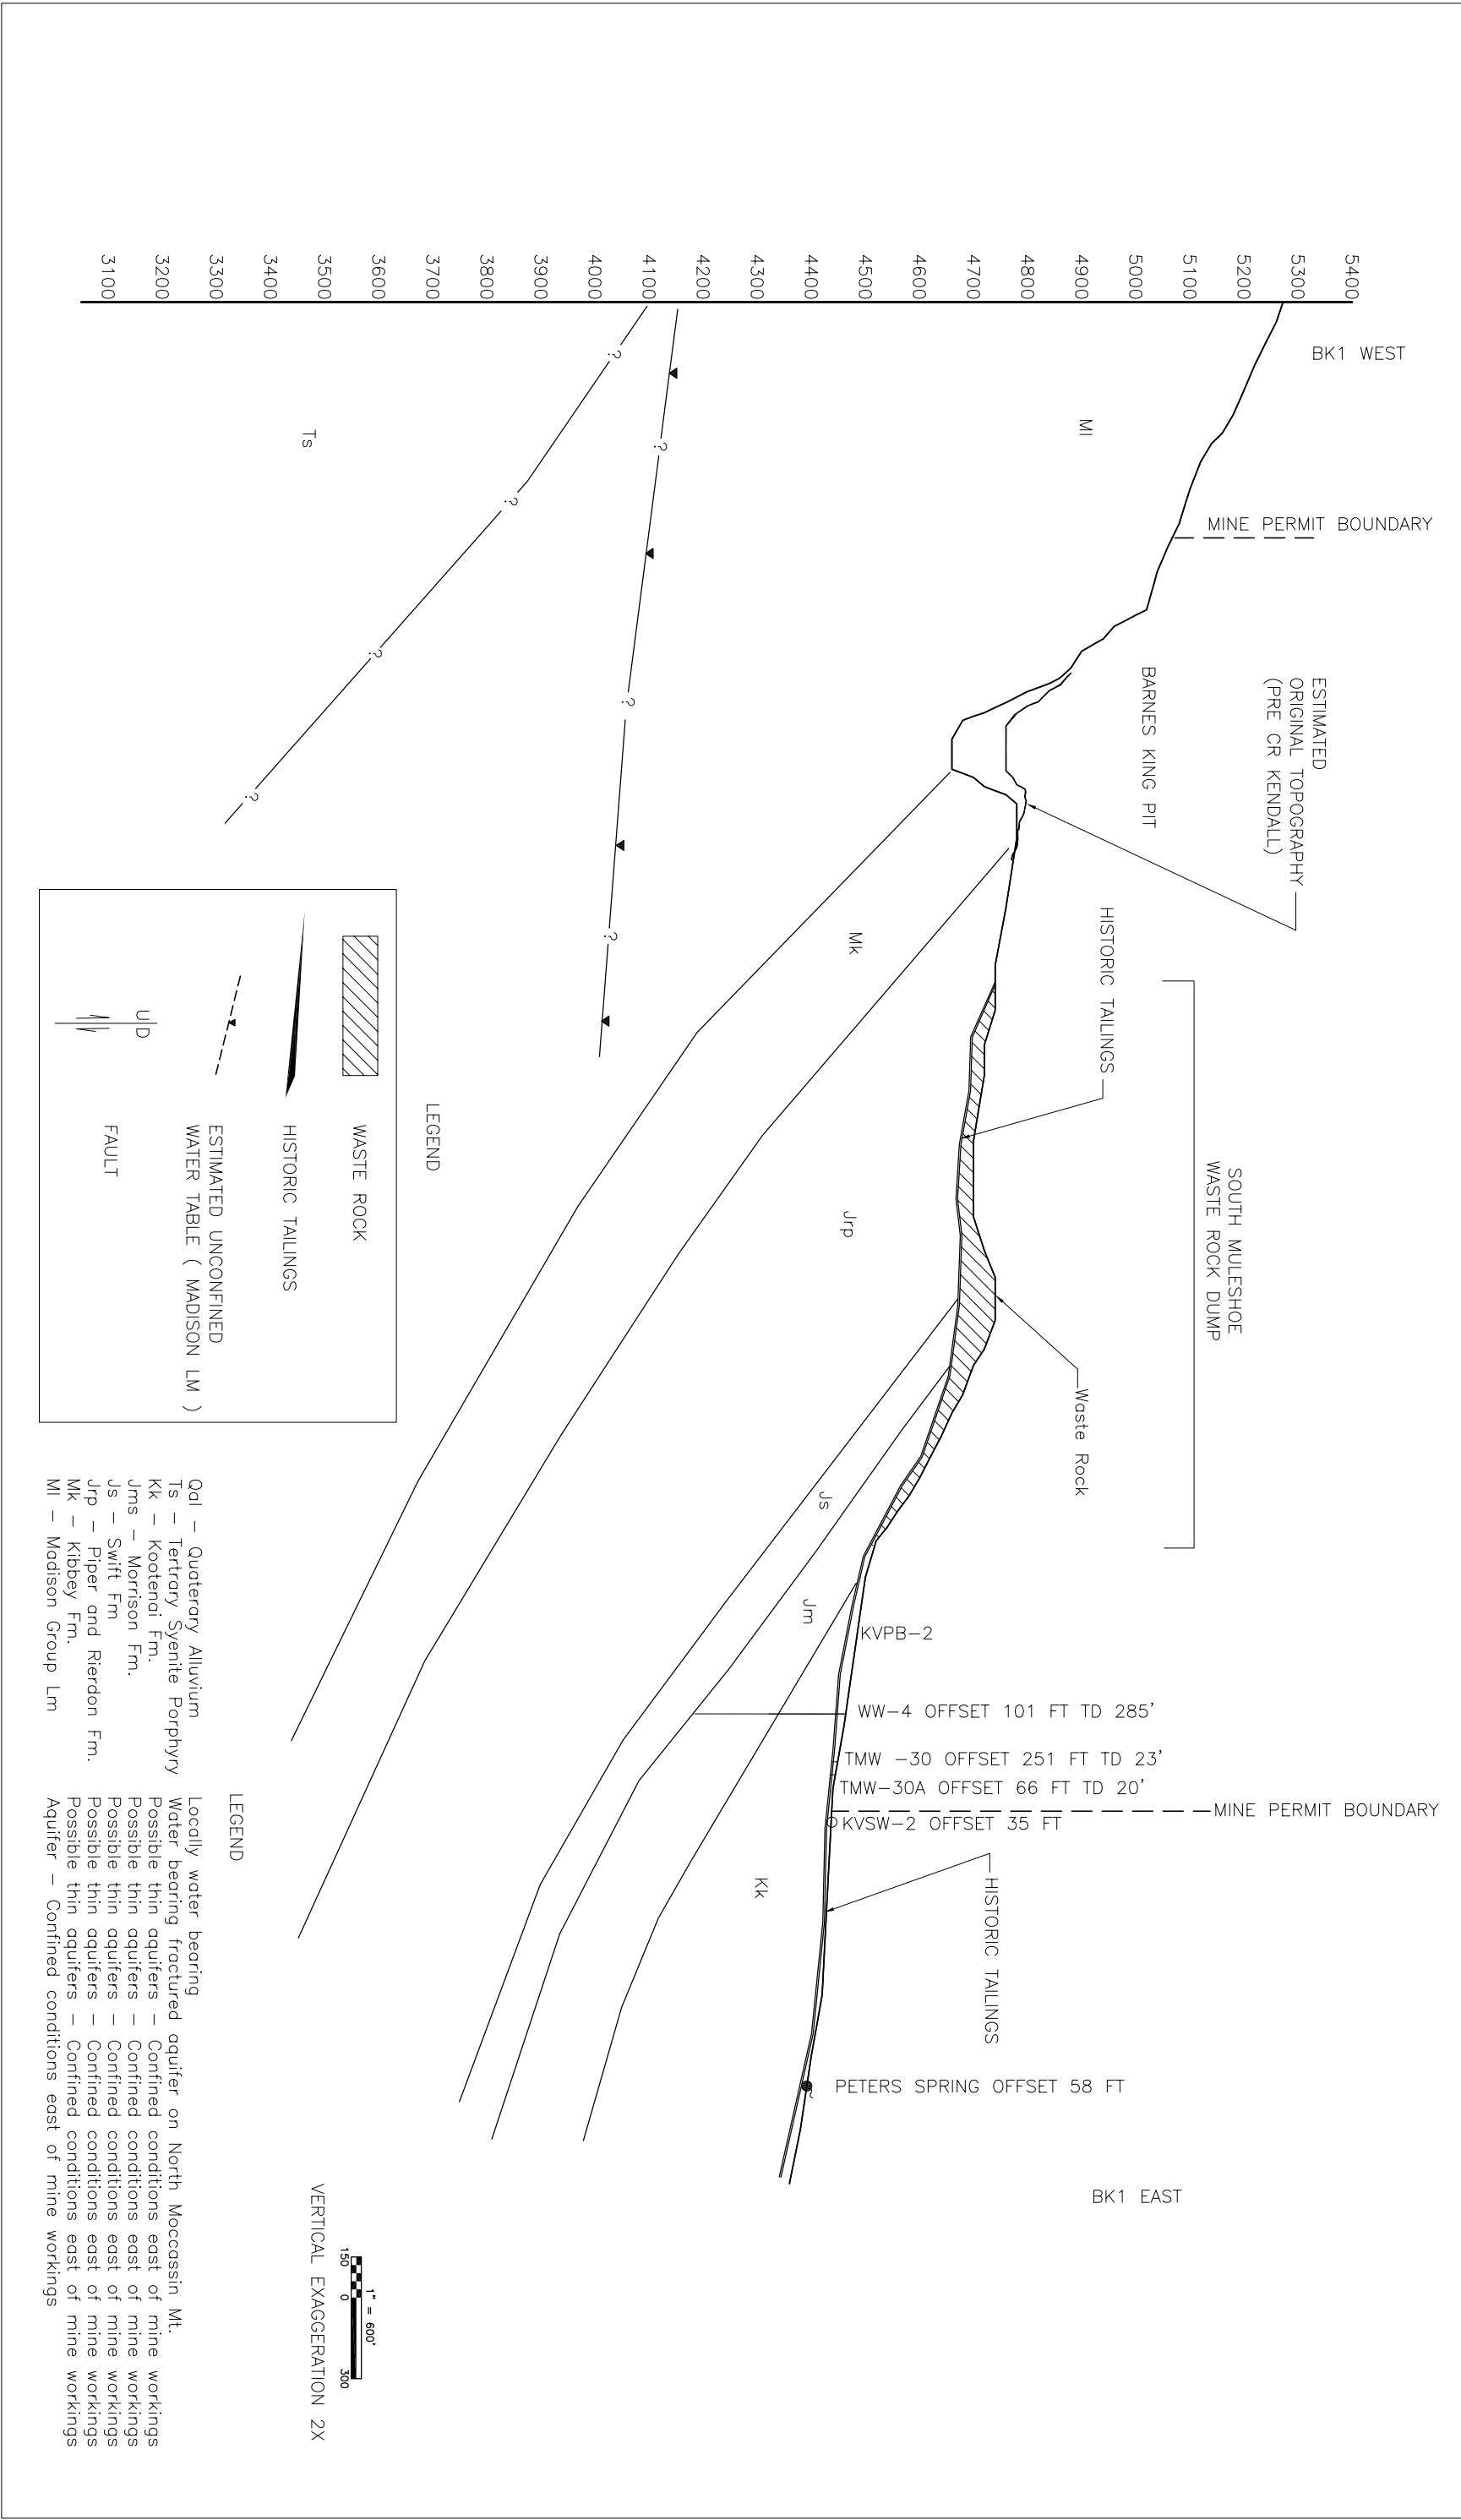 5400
5300
5200
5100
5000
4900
4800
4700
4600
4500
4400
4300
4200
4100
4000
3900
3800
3700
3600
3500
3400
3300
3200
3100
BK1 WEST
MINE PERMIT BOUNDARY
ESTIMATED
ORIGINAL TOPOGRAPHY
(PRE CR KENDALL)
BARNES KING PIT
HISTORIC TAILINGS
SOUTH MULESHOE
WASTE ROCK DUMP
Waste Rock
KVPB-2
WW-4 OFFSET 101 FT TD 285'
TMW -30 OFFSET 251 FT TD 23'
TMW-30A OFFSET 66 FT TD 20'
MINE PERMIT BOUNDARY
KVSW-2 OFFSET 35 FT
HISTORIC TAILINGS
PETERS SPRING OFFSET 58 FT
BK1 EAST
Ml
Ts
Mk
Jrp
Js
Jm
Kk
?
?
?
?
?
?
?
?
LEGEND
WASTE ROCK
HISTORIC TAILINGS
ESTIMATED UNCONFINED
WATER TABLE ( MADISON LM )
U D
FAULT
LEGEND
Qal - Quaterary Alluvium Locally water bearing
Ts - Tertrary Syenite Porphyry Water bearing fractured aquifer on North Moccassin Mt.
Kk - Kootenai Fm. Possible thin aquifers - Confined conditions east of mine workings
Jms - Morrison Fm. Possible thin aquifers - Confined conditions east of mine workings
Js - Swift Fm Possible thin aquifers - Confined conditions east of mine workings
Jrp - Piper and Rierdon Fm. Possible thin aquifers - Confined conditions east of mine workings
Mk - Kibbey Fm. Possible thin aquifers - Confined conditions east of mine workings
Ml - Madison Group Lm Aquifer - Confined conditions east of mine workings
1" = 600'
150 0 300
VERTICAL EXAGGERATION 2X